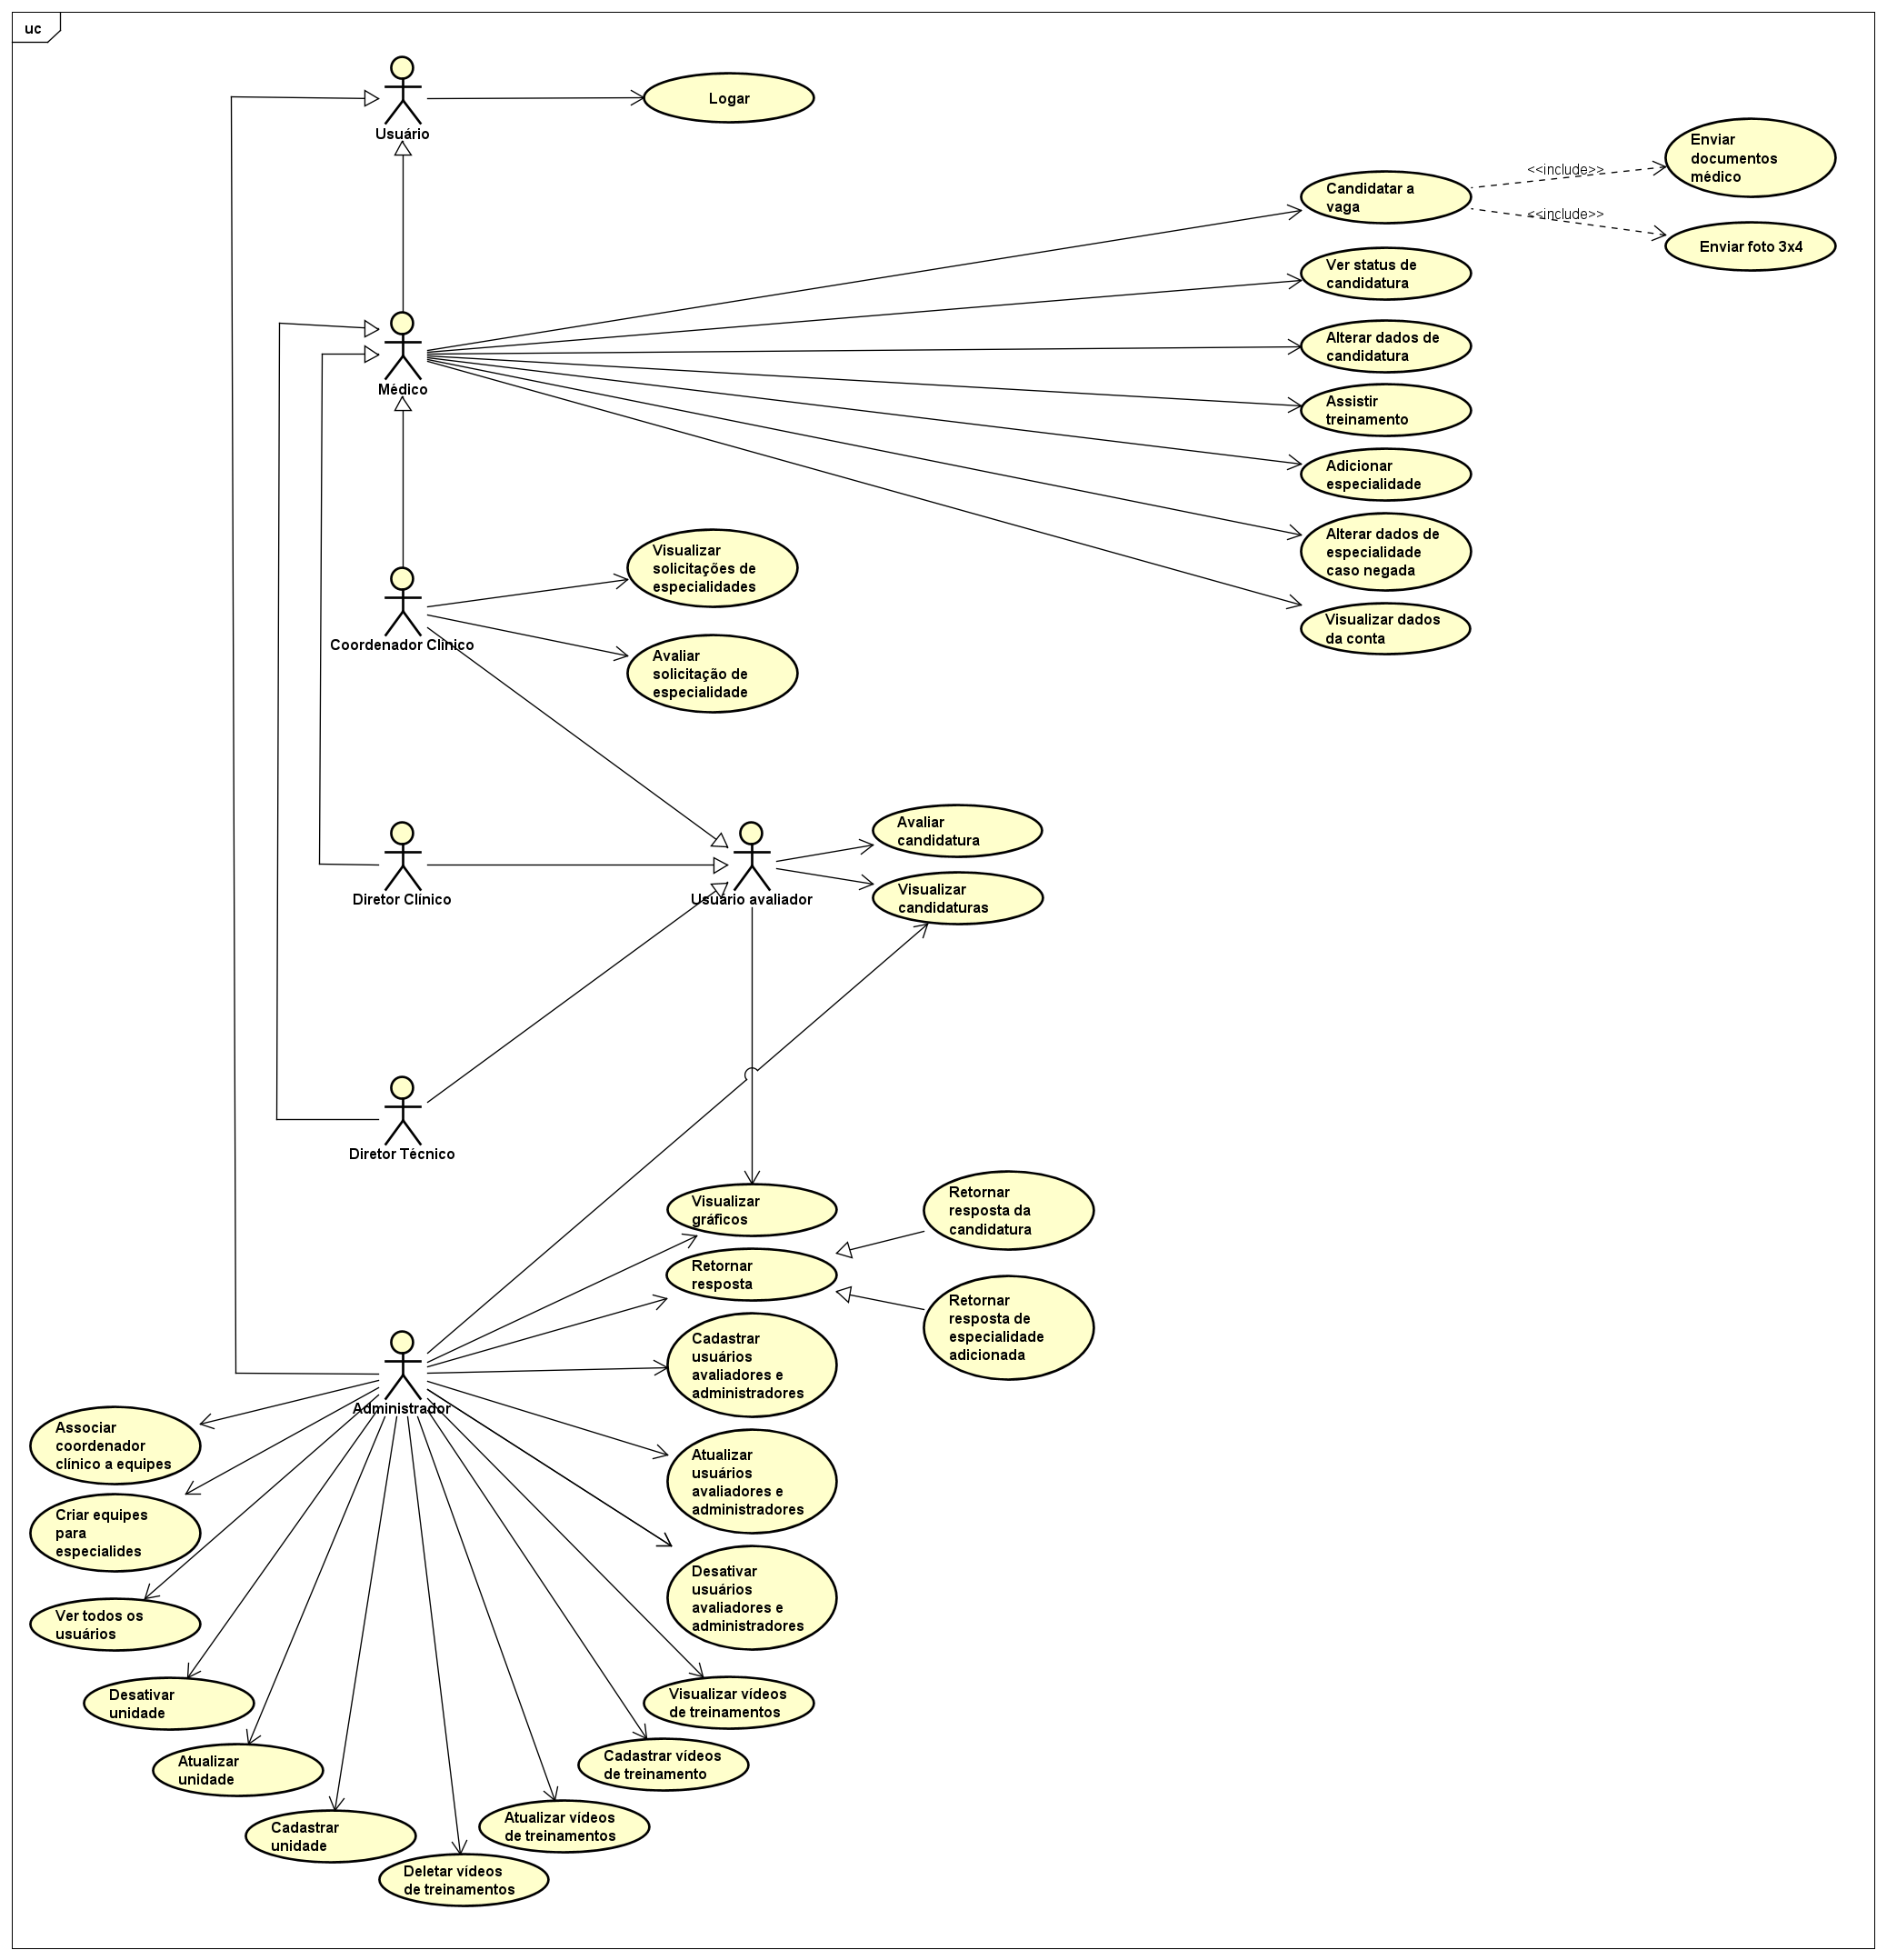 uc
Usuário
Logar
Enviar
documentos
médico
<<include>>
Candidatar a
vaga
<<include>>
Enviar foto 3x4
Ver status de
candidatura
Alterar dados de
candidatura
Médico
Assistir
treinamento
Adicionar
especialidade
Alterar dados de
especialidade
caso negada
Visualizar
solicitações de
especialidades
Visualizar dados
da conta
Coordenador Clínico
Avaliar
solicitação de
especialidade
Avaliar
candidatura
Diretor Clínico
Usuário avaliador
Visualizar
candidaturas
Diretor Técnico
Visualizar
gráficos
Retornar
resposta da
candidatura
Retornar
resposta
Retornar
resposta de
especialidade
adicionada
Cadastrar
usuários
avaliadores e
administradores
Administrador
Associar
coordenador
clínico a equipes
Atualizar
usuários
avaliadores e
administradores
Criar equipes
para
especialides
Desativar
usuários
avaliadores e
administradores
Ver todos os
usuários
Desativar
unidade
Visualizar vídeos
de treinamentos
Atualizar
unidade
Cadastrar vídeos
de treinamento
Cadastrar
unidade
Atualizar vídeos
de treinamentos
Deletar vídeos
de treinamentos